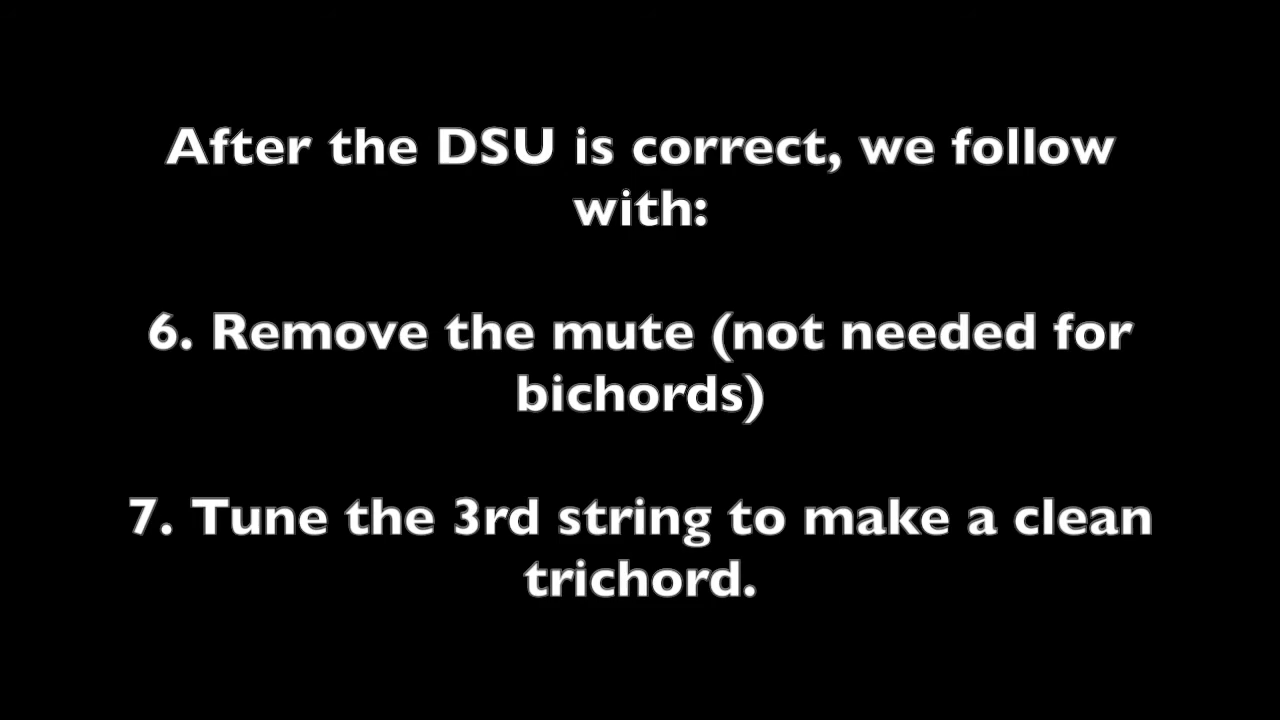 After the DSU is correct, we follow
with:
6. Remove the mute (not needed for
bichords)
7. Tune the 3rd string to make a clean
trichord.